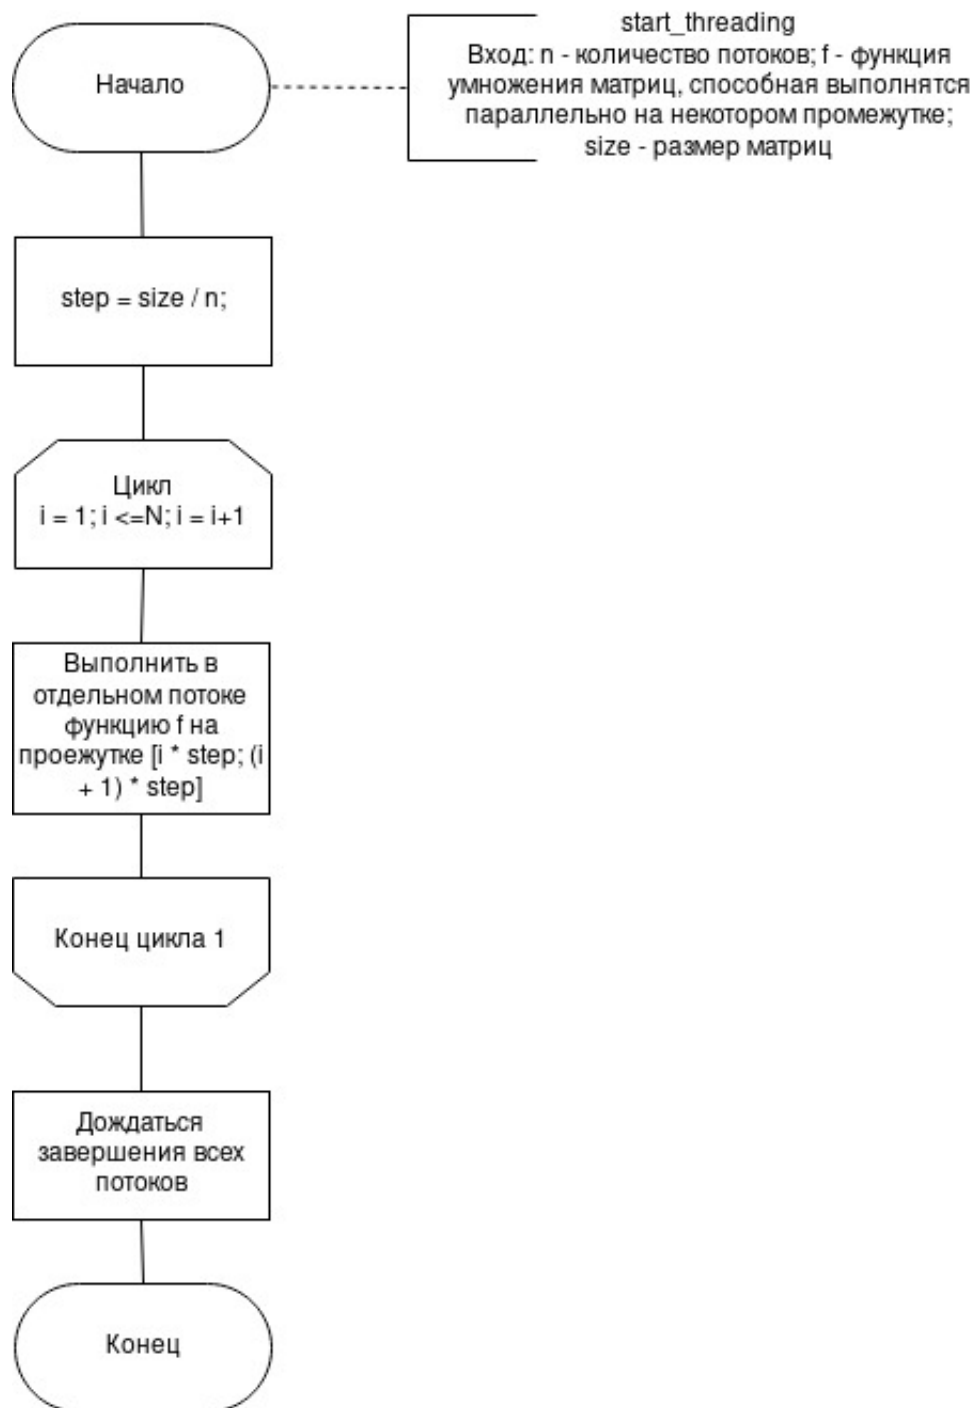 start_threading
Вход: n - количество потоков; f - функция
умножения матриц, способная выполнятся
параллельно на некотором промежутке;
size - размер матриц
Начало
step = size / n;
Цикл
i = 1; i <=N; i = i+1
Выполнить в
отдельном потоке
функцию f на
проежутке [i * step; (i
+ 1) * step]
Конец цикла 1
Дождаться
завершения всех
потоков
Конец